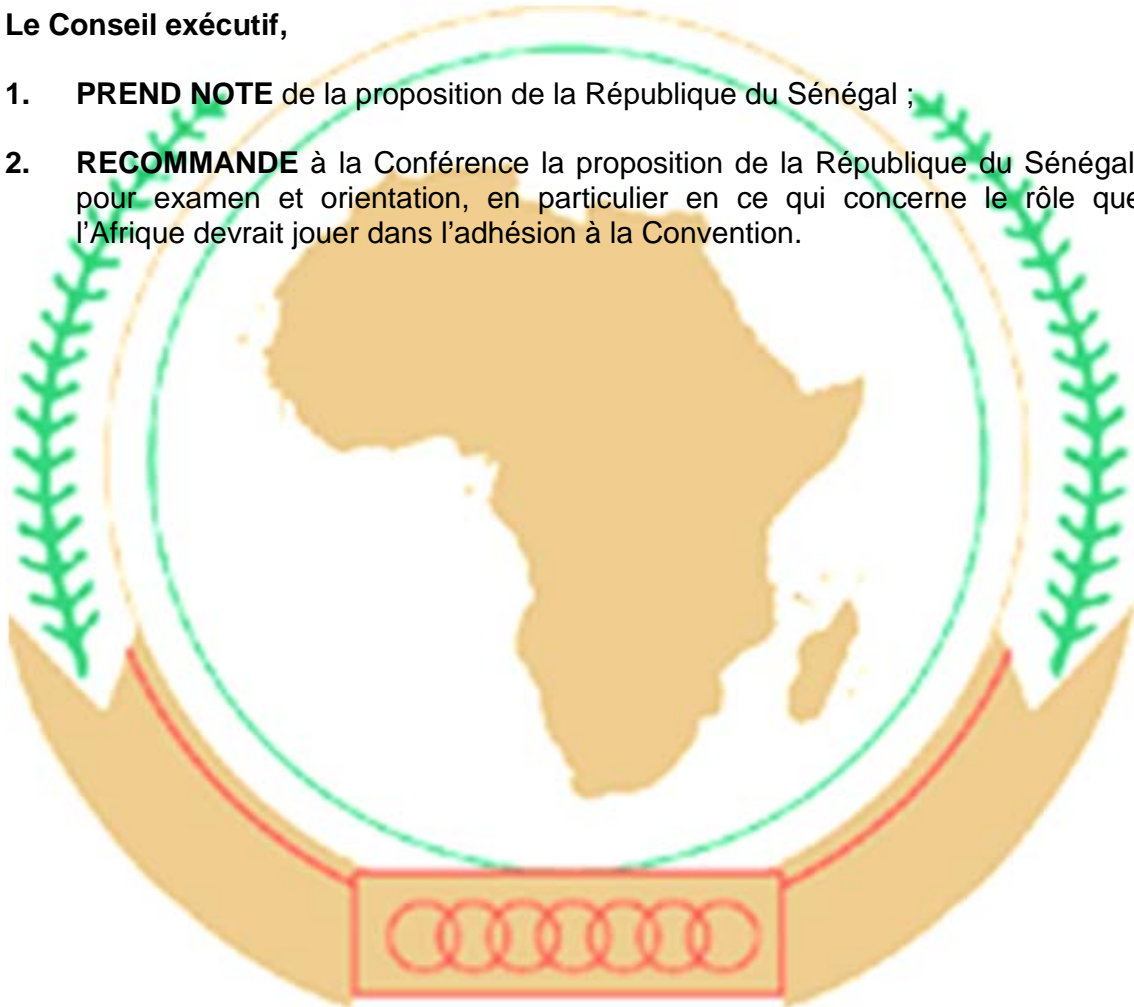 Le Conseil exécutif,
1. PREND NOTE de la proposition de la République du Sénégal ;
2. RECOMMANDE à la Conférence la proposition de la République du Sénégal
pour examen et orientation, en particulier en ce qui concerne le rôle que
l’Afrique devrait jouer dans l’adhésion à la Convention.